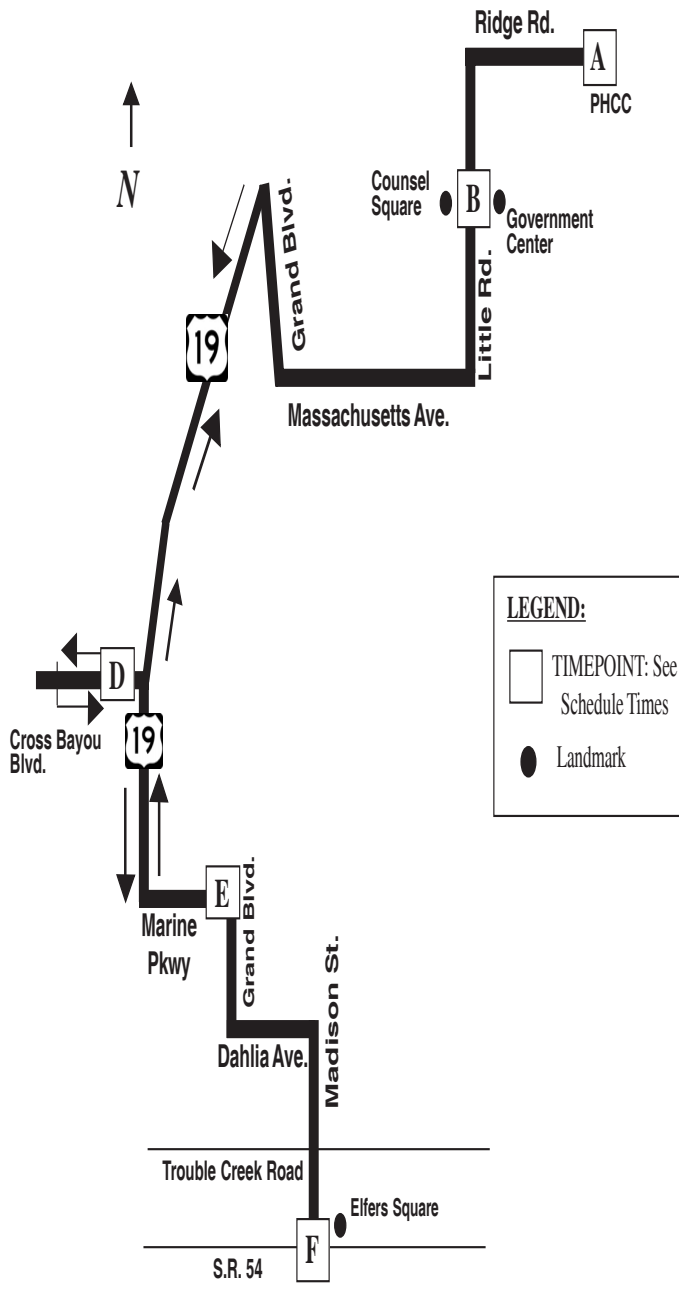 Ridge Rd.
A
PHCC
N
Counsel
Square
B
Government
Center
Grand Blvd.
Little Rd.
19
Massachusetts Ave.
LEGEND:
TIMEPOINT: See
Schedule Times
Landmark
D
Cross Bayou
Blvd.
19
E
Marine
Pkwy
Grand Blvd.
Madison St.
Dahlia Ave.
Trouble Creek Road
Elfers Square
F
S.R. 54